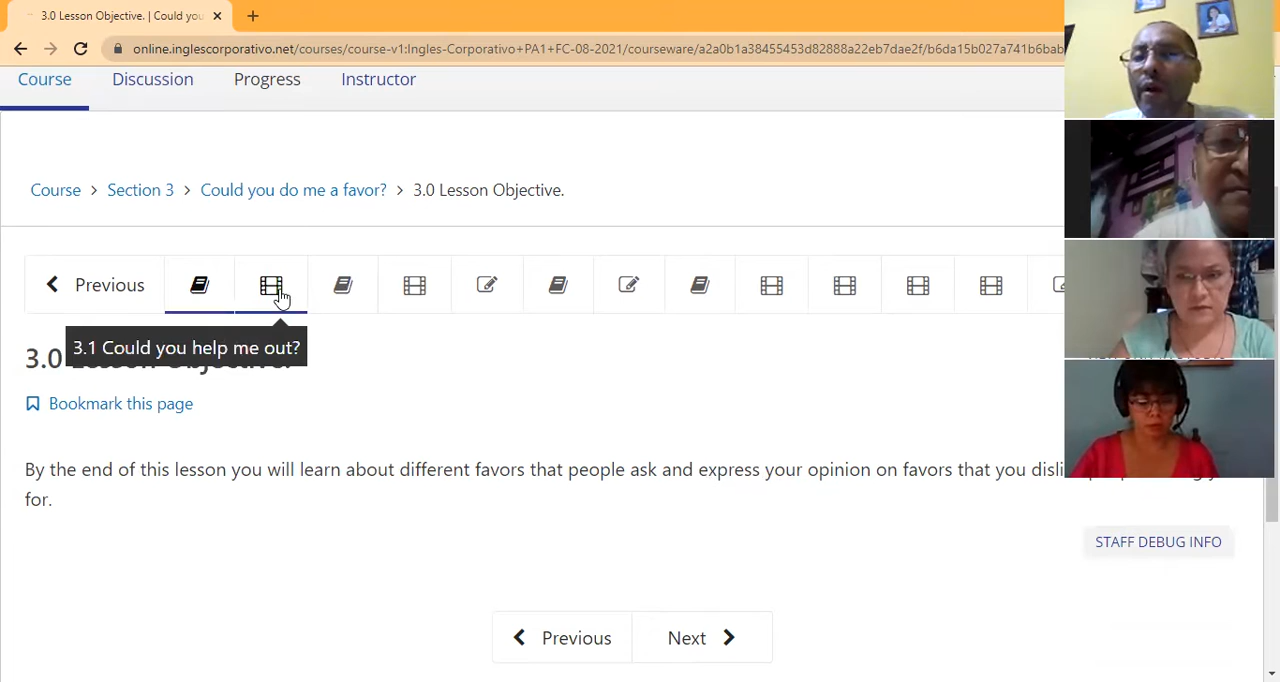 3.0 Lesson Objective. | Could you
online.inglescorporativo.net/courses/course-v1:Ingles-Corporativo+PA1+FC-08-2021/courseware/a2a0b1a38455453d82888a22eb7dae2f/b6da15b027a741b6bab
Course Discussion Progress Instructor
Course > Section 3 > Could you do me a favor? > 3.0 Lesson Objective.
Previous
3.1 Could you help me out?
3.0 Lesson Objective.
Bookmark this page
By the end of this lesson you will learn about different favors that people ask and express your opinion on favors that you
for.
STAFF DEBUG INFO
Previous Next